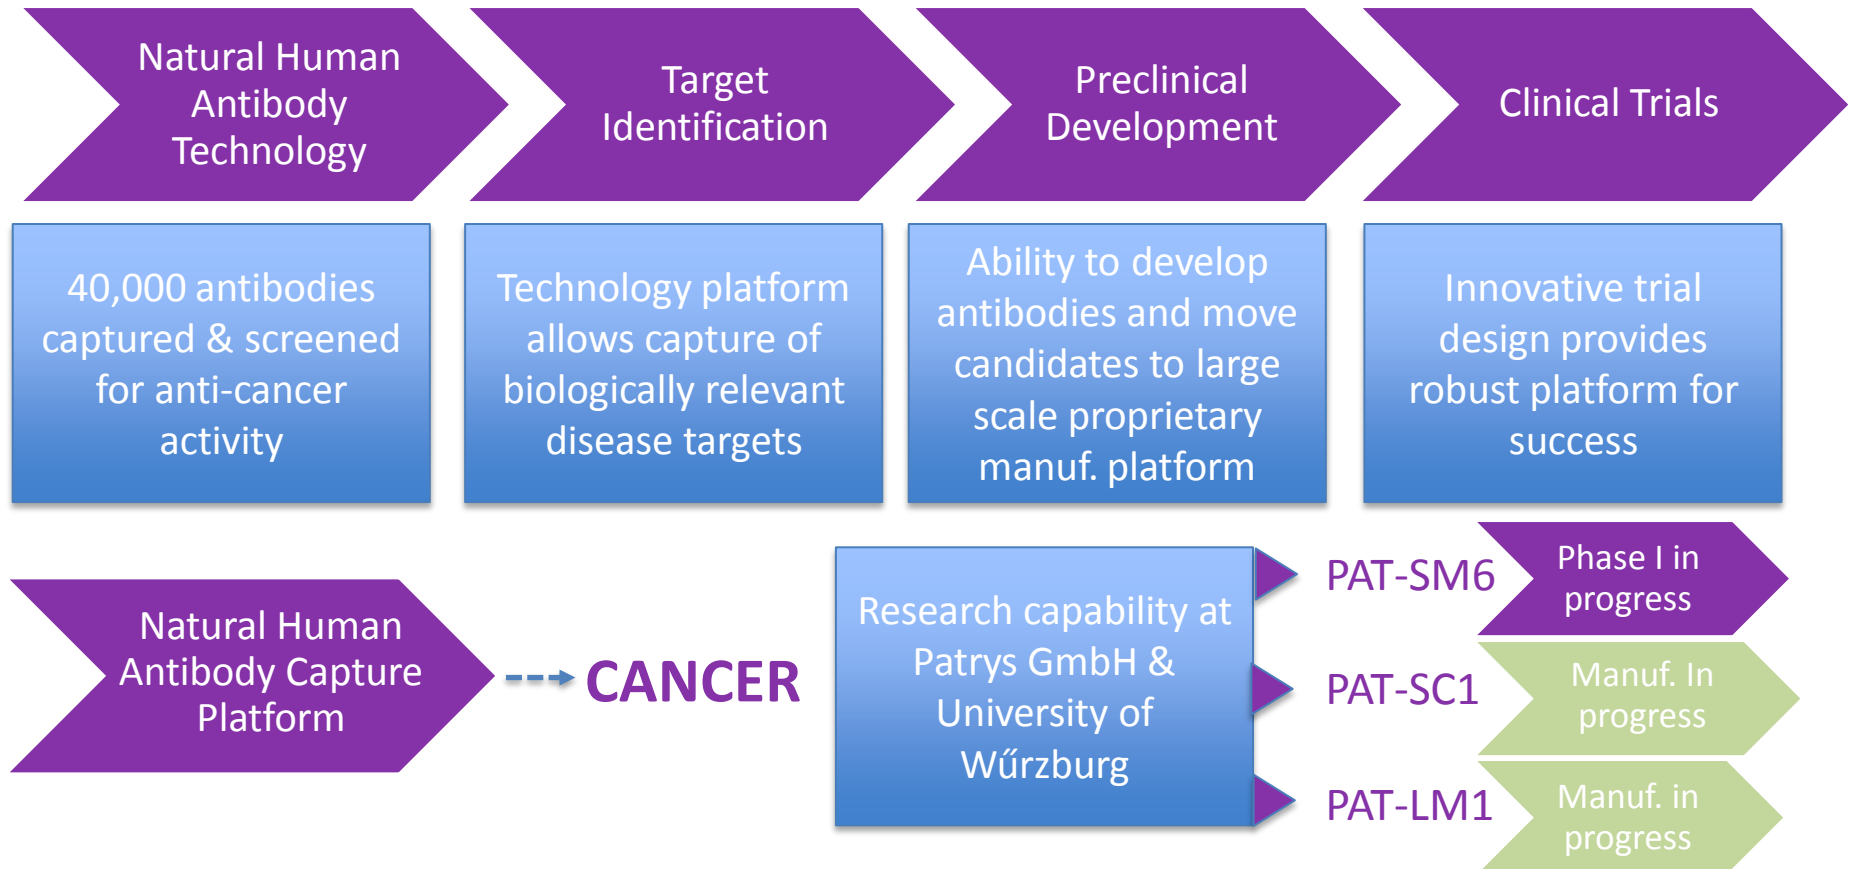 Natural Human
Antibody
Technology
Target
Identification
Preclinical
Development
Clinical Trials
40,000 antibodies
captured & screened
for anti-cancer
activity
Technology platform
allows capture of
biologically relevant
disease targets
Ability to develop
antibodies and move
candidates to large
scale proprietary
manuf. platform
Innovative trial
design provides
robust platform for
success
Natural Human
Antibody Capture
Platform
CANCER
Research capability at
Patrys GmbH &
University of
Wűrzburg
PAT-SM6
Phase I in
progress
PAT-SC1
Manuf. In
progress
PAT-LM1
Manuf. in
progress